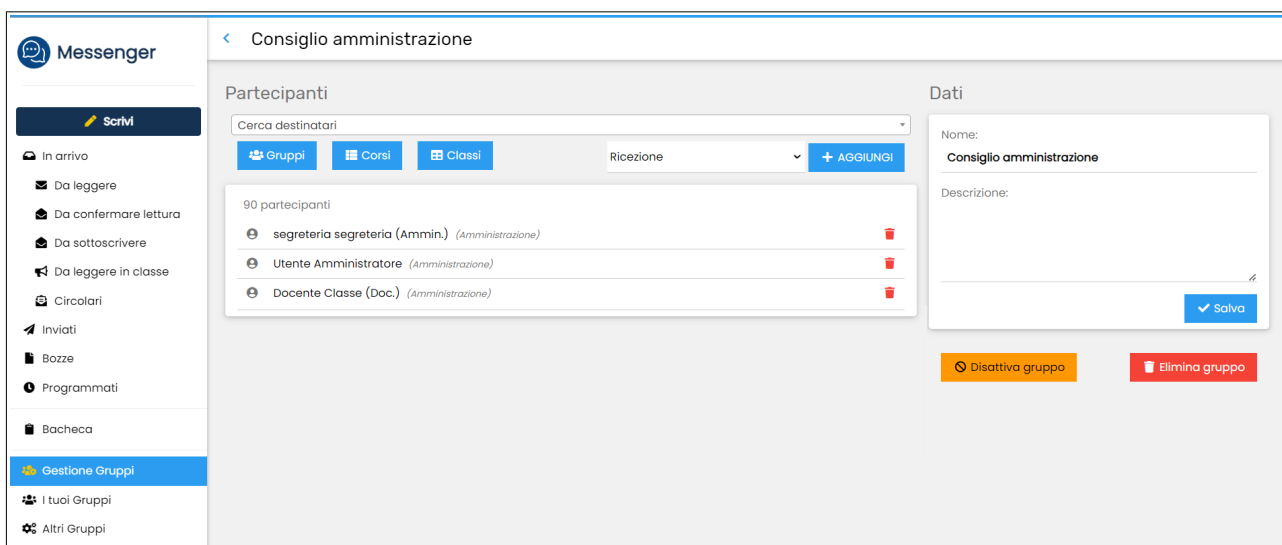 Messenger
Scrivi
In arrivo
Da leggere
Da confermare lettura
Da sottoscrivere
Da leggere in classe
Circolari
Inviati
Bozze
Programmati
Bacheca
Gestione Gruppi
I tuoi Gruppi
Altri Gruppi
Consiglio amministrazione
Partecipanti
Cerca destinatari
Gruppi Corsi Classi Ricezione + AGGIUNGI
90 partecipanti
segreteria segreteria (Ammin.) (Amministrazione)
Utente Amministratore (Amministrazione)
Docente Classe (Doc.) (Amministrazione)
Dati
Nome:
Consiglio amministrazione
Descrizione:
Salva
Disattiva gruppo Elimina gruppo